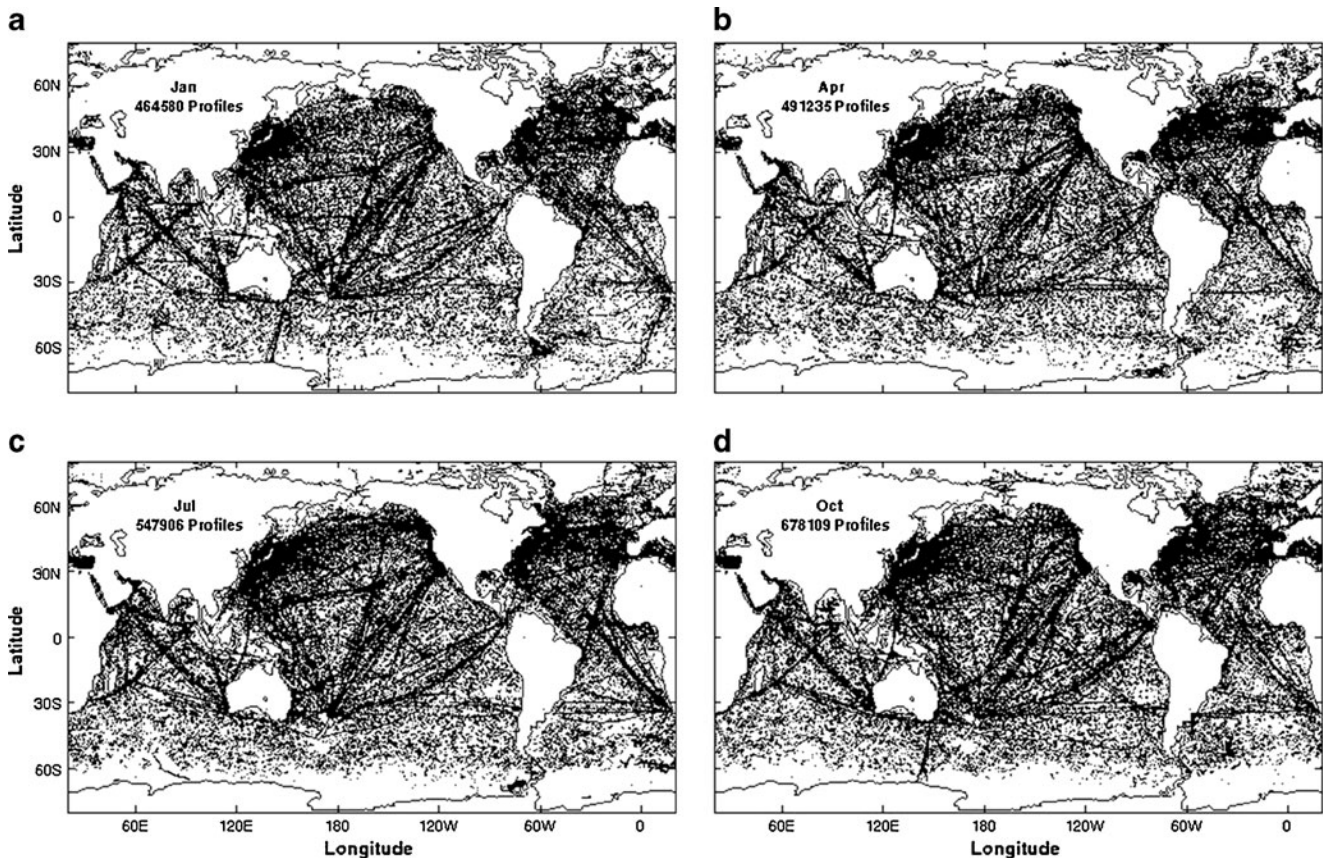 a
b
Jan
464580 Profiles
Apr
491235 Profiles
60N
30N
0
30S
60S
Latitude
Latitude
c
d
Jul
547906 Profiles
Oct
678109 Profiles
60N
30N
0
30S
60S
Latitude
Latitude
60E
120E
180
120W
60W
0
60E
120E
180
120W
60W
0
Longitude
Longitude